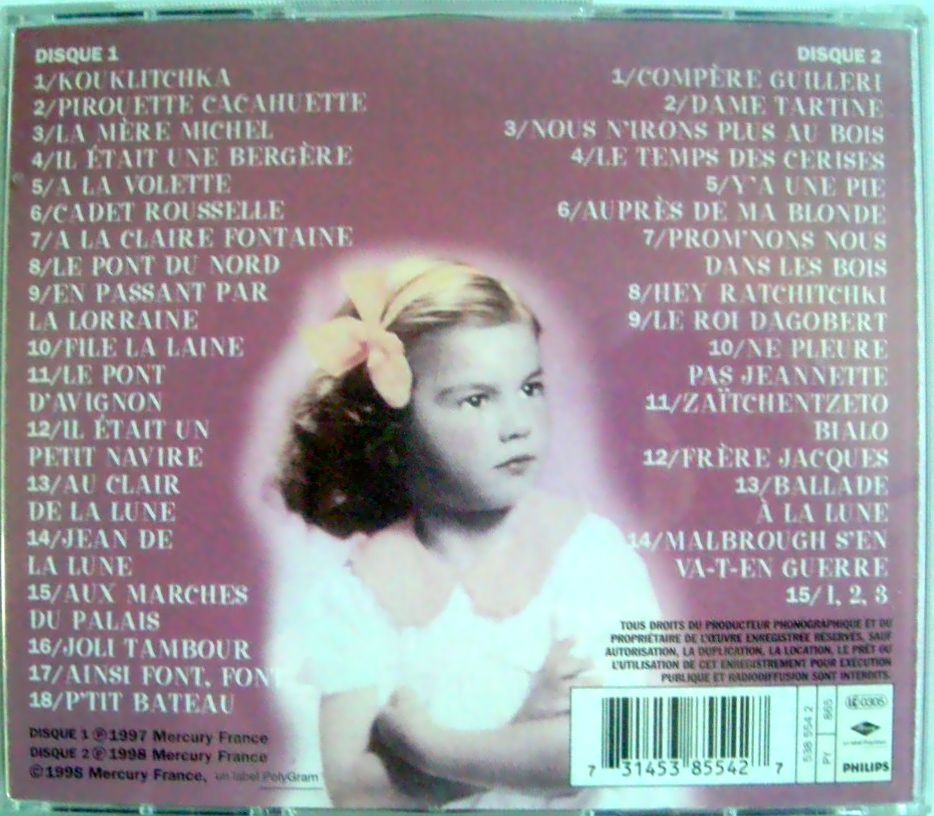 DISQUE 1
1/KOUKLITCHKA
2/PIROUETTE CACAHUETTE
3/LA MÈRE MICHEL
4/IL ÉTAIT UNE BERGÈRE
5/A LA VOLETTE
6/CADET ROUSSELLE
7/A LA CLAIRE FONTAINE
8/LE PONT DU NORD
9/EN PASSANT PAR
LA LORRAINE
10/FILE LA LAINE
11/LE PONT
D'AVIGNON
12/IL ÉTAIT UN
PETIT NAVIRE
13/AU CLAIR
DE LA LUNE
14/JEAN DE
LA LUNE
15/AUX MARCHES
DU PALAIS
16/JOLI TAMBOUR
17/AINSI FONT, FONT
18/P'TIT BATEAU
DISQUE 1 ℗1997 Mercury France
DISQUE 2 ℗1998 Mercury France
©1998 Mercury France, un label PolyGram
DISQUE 2
1/COMPÈRE GUILLERI
2/DAME TARTINE
3/NOUS N'IRONS PLUS AU BOIS
4/LE TEMPS DES CERISES
5/Y'A UNE PIE
6/AUPRÈS DE MA BLONDE
7/PROM'NONS NOUS
DANS LES BOIS
8/HEY RATCHITCHKI
9/LE ROI DAGOBERT
10/NE PLEURE
PAS JEANNETTE
11/ZAÏTCHENTZETO
BIALO
12/FRÈRE JACQUES
13/BALLADE
À LA LUNE
14/MALBROUGH S'EN
VA-T-EN GUERRE
15/1, 2, 3
TOUS DROITS DU PRODUCTEUR PHONOGRAPHIQUE ET DU
PROPRIÉTAIRE DE L'ŒUVRE ENREGISTRÉE RÉSERVÉS, SAUF
AUTORISATION, LA DUPLICATION, LA LOCATION, LE PRÊT OU
L'UTILISATION DE CET ENREGISTREMENT POUR EXÉCUTION
PUBLIQUE ET RADIODIFFUSION SONT INTERDITS.
7 31453 85542 7
538 554 2
PY 865
LC 0305
un label PolyGram
PHILIPS